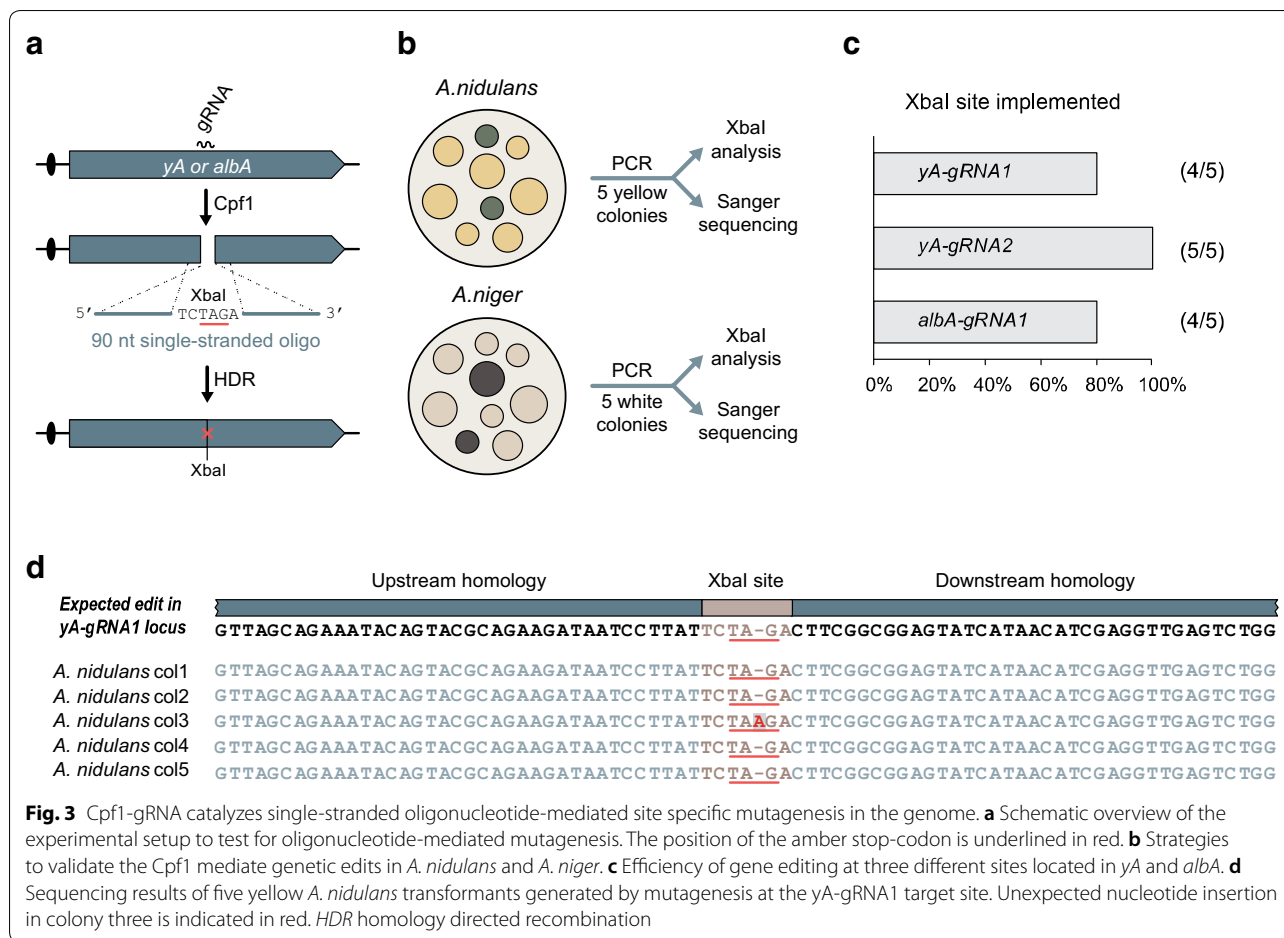 a
gRNA
yA or albA
Cpf1
XbaI
5′ TCTAGA 3′
90 nt single-stranded oligo
HDR
XbaI
b
A.nidulans
PCR
5 yellow
colonies
XbaI
analysis
Sanger
sequencing
A.niger
PCR
5 white
colonies
XbaI
analysis
Sanger
sequencing
c
XbaI site implemented
yA-gRNA1 (4/5)
yA-gRNA2 (5/5)
albA-gRNA1 (4/5)
0% 20% 40% 60% 80% 100%
d
Upstream homology XbaI site Downstream homology
Expected edit in
yA-gRNA1 locus
GTTAGCAGAAATACAGTACGCAGAAGATAATCCTTATTCTA-GACTTCGGCGGAGTATCATAACATCGAGGTTGAGTCTGG
A. nidulans col1 GTTAGCAGAAATACAGTACGCAGAAGATAATCCTTATTCTA-GACTTCGGCGGAGTATCATAACATCGAGGTTGAGTCTGG
A. nidulans col2 GTTAGCAGAAATACAGTACGCAGAAGATAATCCTTATTCTA-GACTTCGGCGGAGTATCATAACATCGAGGTTGAGTCTGG
A. nidulans col3 GTTAGCAGAAATACAGTACGCAGAAGATAATCCTTATTCTAAGACTTCGGCGGAGTATCATAACATCGAGGTTGAGTCTGG
A. nidulans col4 GTTAGCAGAAATACAGTACGCAGAAGATAATCCTTATTCTA-GACTTCGGCGGAGTATCATAACATCGAGGTTGAGTCTGG
A. nidulans col5 GTTAGCAGAAATACAGTACGCAGAAGATAATCCTTATTCTA-GACTTCGGCGGAGTATCATAACATCGAGGTTGAGTCTGG
Fig. 3 Cpf1-gRNA catalyzes single-stranded oligonucleotide-mediated site specific mutagenesis in the genome. a Schematic overview of the
experimental setup to test for oligonucleotide-mediated mutagenesis. The position of the amber stop-codon is underlined in red. b Strategies
to validate the Cpf1 mediate genetic edits in A. nidulans and A. niger. c Efficiency of gene editing at three different sites located in yA and albA. d
Sequencing results of five yellow A. nidulans transformants generated by mutagenesis at the yA-gRNA1 target site. Unexpected nucleotide insertion
in colony three is indicated in red. HDR homology directed recombination